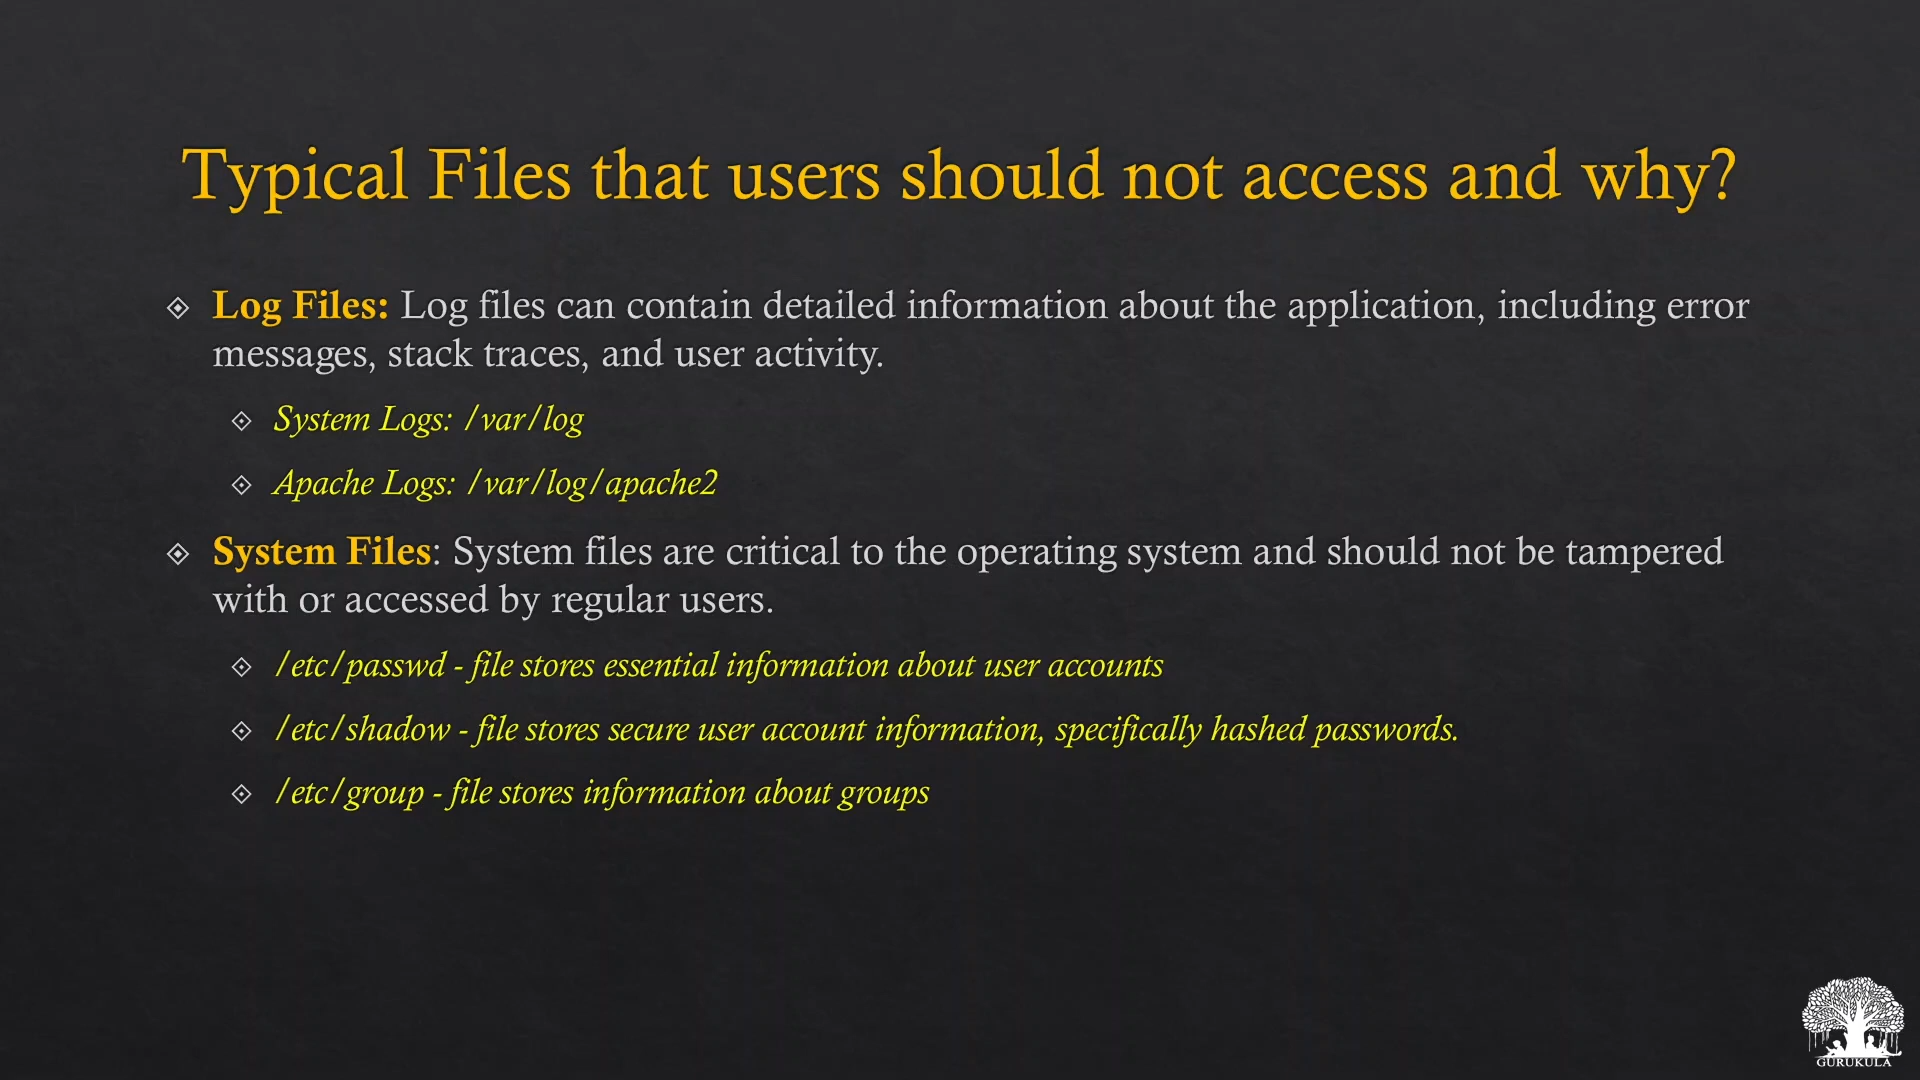 Typical Files that users should not access and why?
Log Files: Log files can contain detailed information about the application, including error
messages, stack traces, and user activity.
System Logs: /var/log
Apache Logs: /var/log/apache2
System Files: System files are critical to the operating system and should not be tampered
with or accessed by regular users.
/etc/passwd - file stores essential information about user accounts
/etc/shadow - file stores secure user account information, specifically hashed passwords.
/etc/group - file stores information about groups
GURUKULA